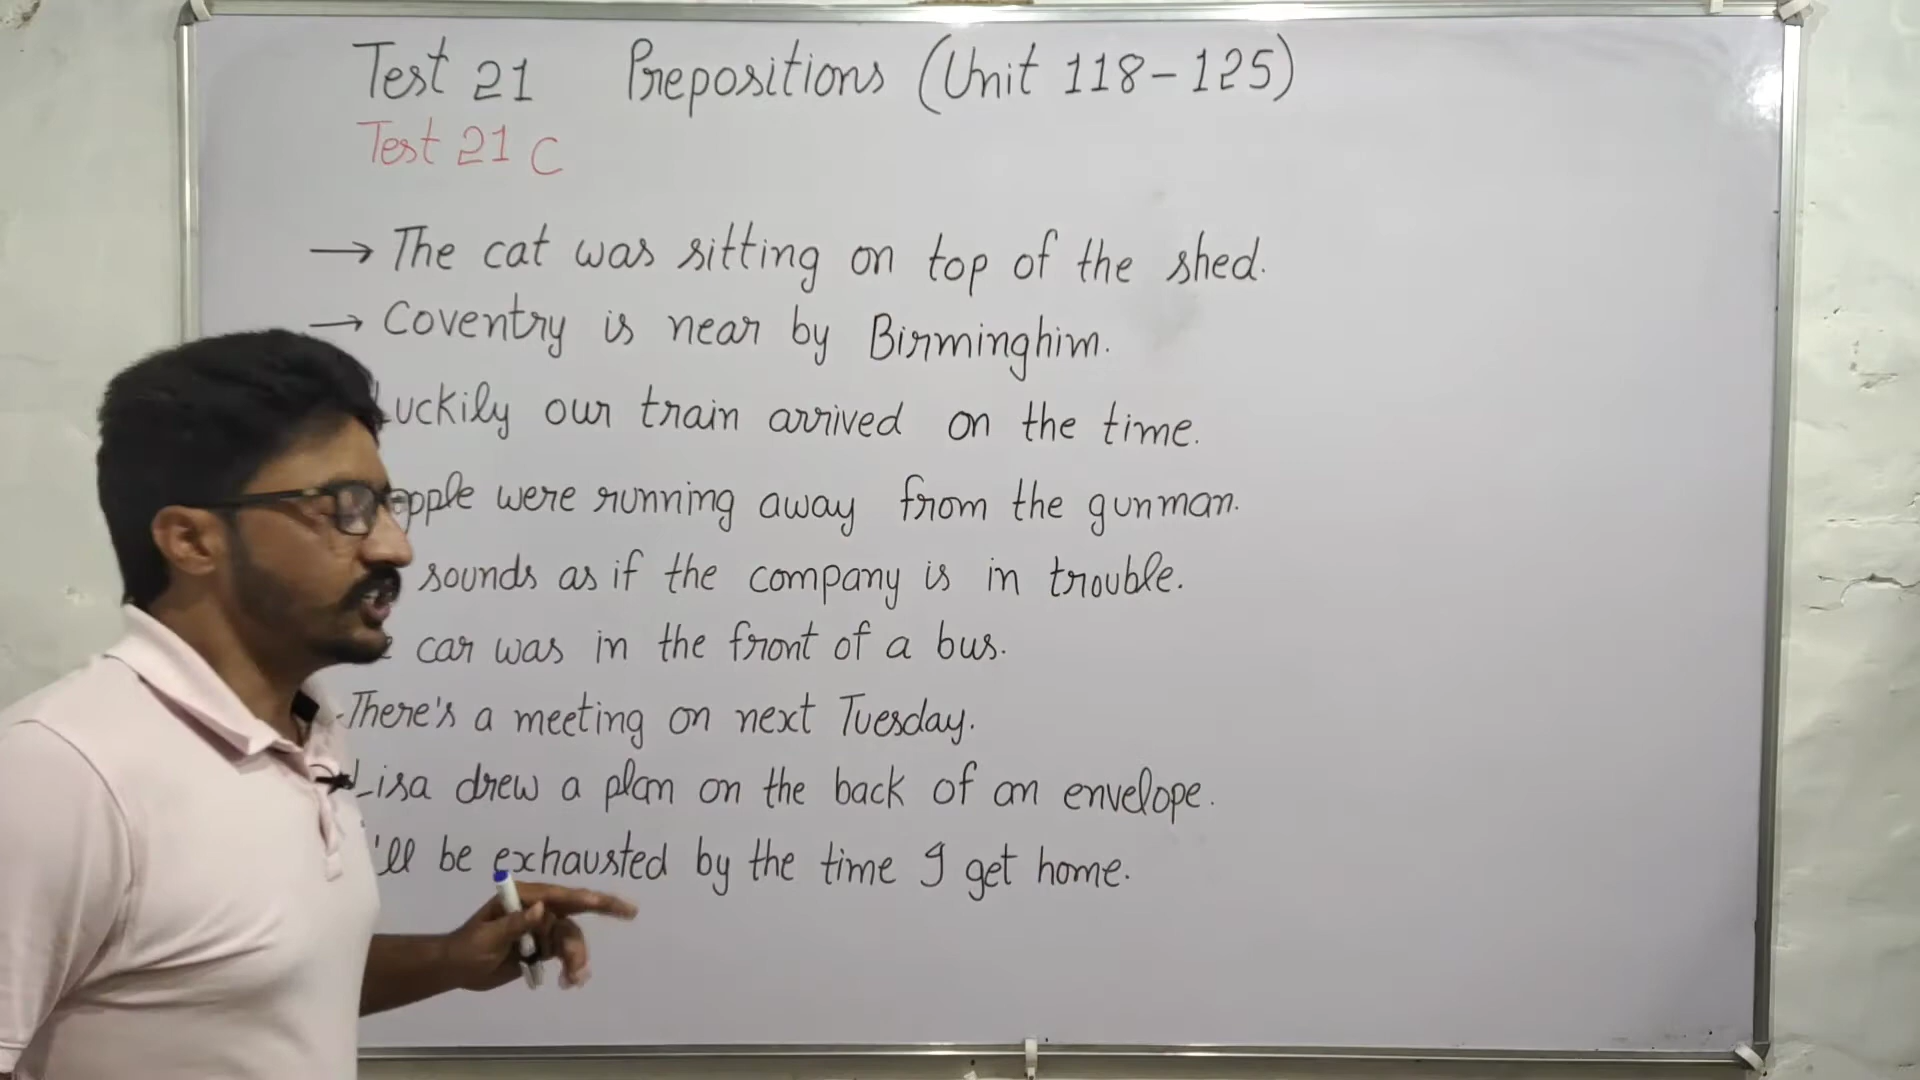 Test 21 Prepositions (Unit 118-125)
Test 21 C
→ The cat was sitting on top of the shed.
→ Coventry is near by Birminghim.
Luckily our train arrived on the time.
were running away from the gunman.
sounds as if the company is in trouble.
car was in the front of a bus.
There's a meeting on next Tuesday.
Lisa drew a plan on the back of an envelope.
'll be exhausted by the time I get home.